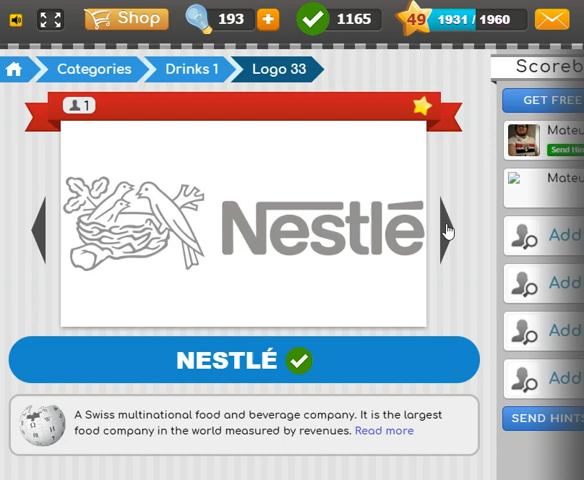 Shop
193
+
1165
49
1931 / 1960
Categories
Drinks 1
Logo 33
Scoreb
1
GET FREE
Mateu
Send Hin
Mateu
Nestlé
Add
Add
Add
Add
NESTLÉ
SEND HINTS
A Swiss multinational food and beverage company. It is the largest
food company in the world measured by revenues. Read more